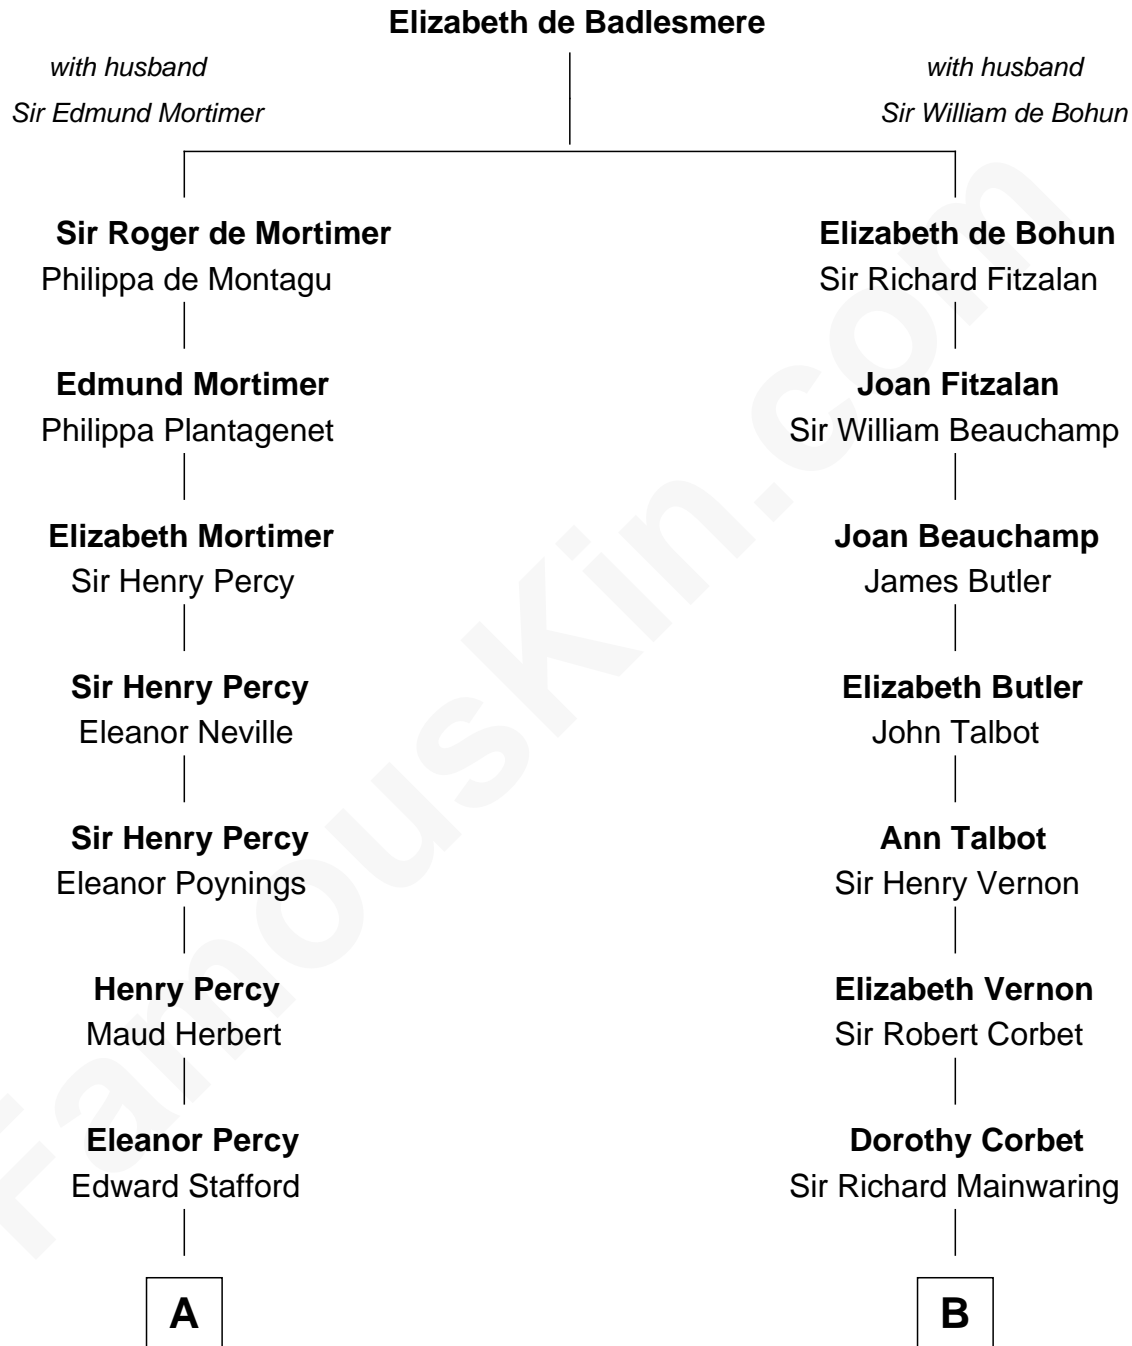 Elizabeth de Badlesmere
with husband
Sir Edmund Mortimer
with husband
Sir William de Bohun
Sir Roger de Mortimer
Philippa de Montagu
Elizabeth de Bohun
Sir Richard Fitzalan
Edmund Mortimer
Philippa Plantagenet
Joan Fitzalan
Sir William Beauchamp
Elizabeth Mortimer
Sir Henry Percy
Joan Beauchamp
James Butler
Sir Henry Percy
Eleanor Neville
Elizabeth Butler
John Talbot
Sir Henry Percy
Eleanor Poynings
Ann Talbot
Sir Henry Vernon
Henry Percy
Maud Herbert
Elizabeth Vernon
Sir Robert Corbet
Eleanor Percy
Edward Stafford
Dorothy Corbet
Sir Richard Mainwaring
A
B
FamousKin.com